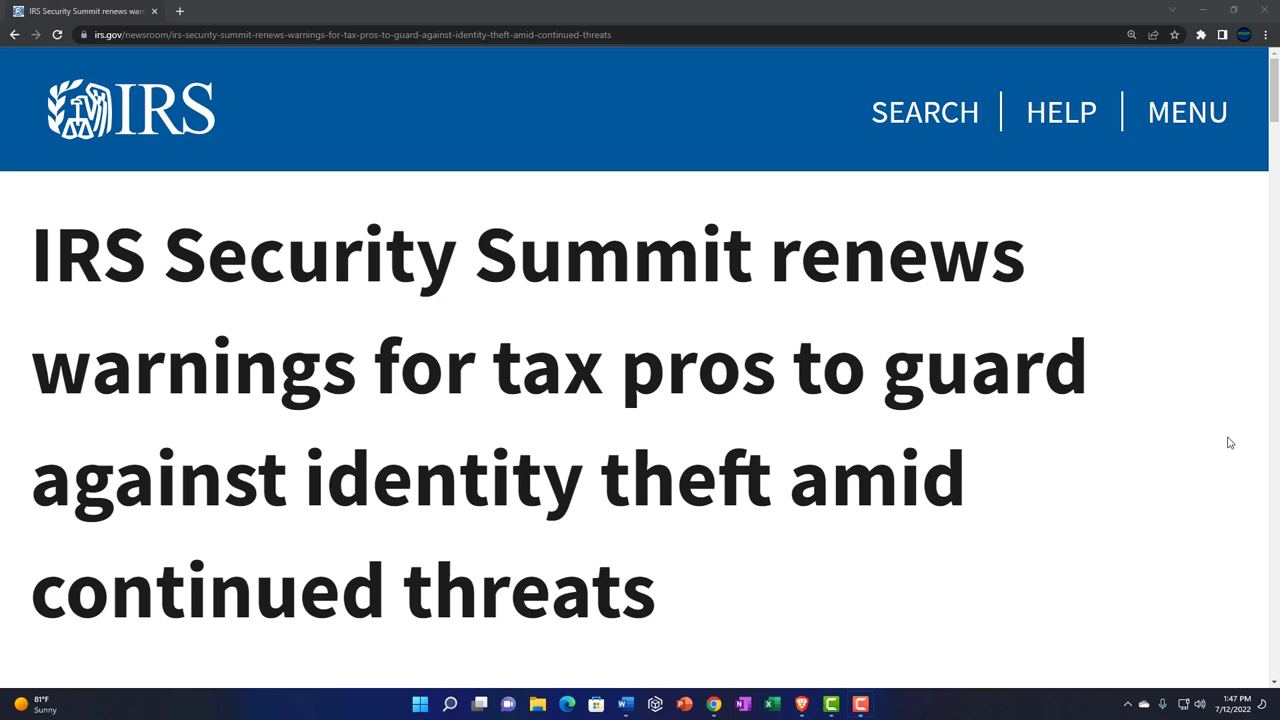 IRS Security Summit renews warn
irs.gov/newsroom/irs-security-summit-renews-warnings-for-tax-pros-to-guard-against-identity-theft-amid-continued-threats
IRS
SEARCH HELP MENU
IRS Security Summit renews
warnings for tax pros to guard
against identity theft amid
continued threats
81°F
Sunny
1:47 PM
7/12/2022